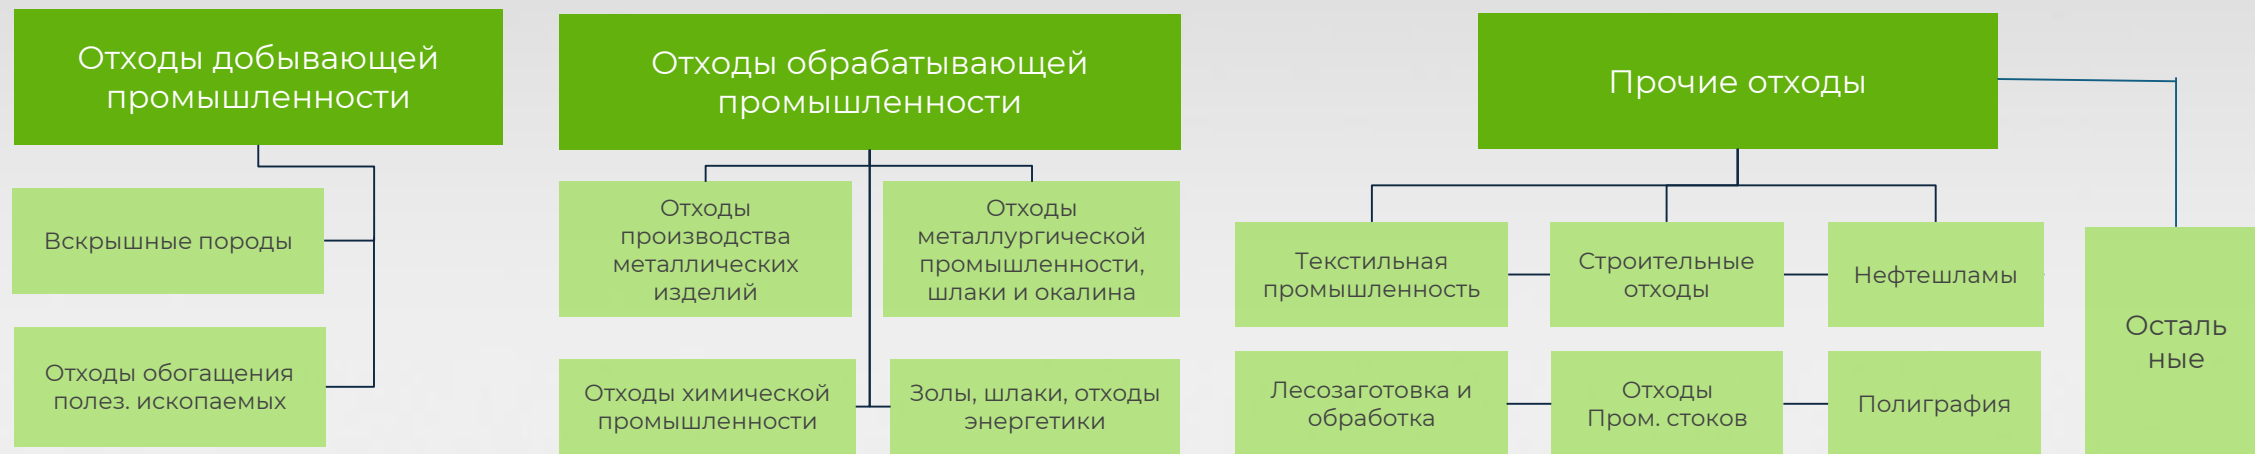 Отходы добывающей
промышленности
Вскрышные породы
Отходы обогащения
полез. ископаемых
Отходы обрабатывающей
промышленности
Отходы
производства
металлических
изделий
Отходы
металлургической
промышленности,
шлаки и окалина
Отходы химической
промышленности
Золы, шлаки, отходы
энергетики
Прочие отходы
Текстильная
промышленность
Строительные
отходы
Нефтешламы
Лесозаготовка и
обработка
Отходы
Пром. стоков
Полиграфия
Осталь
ные